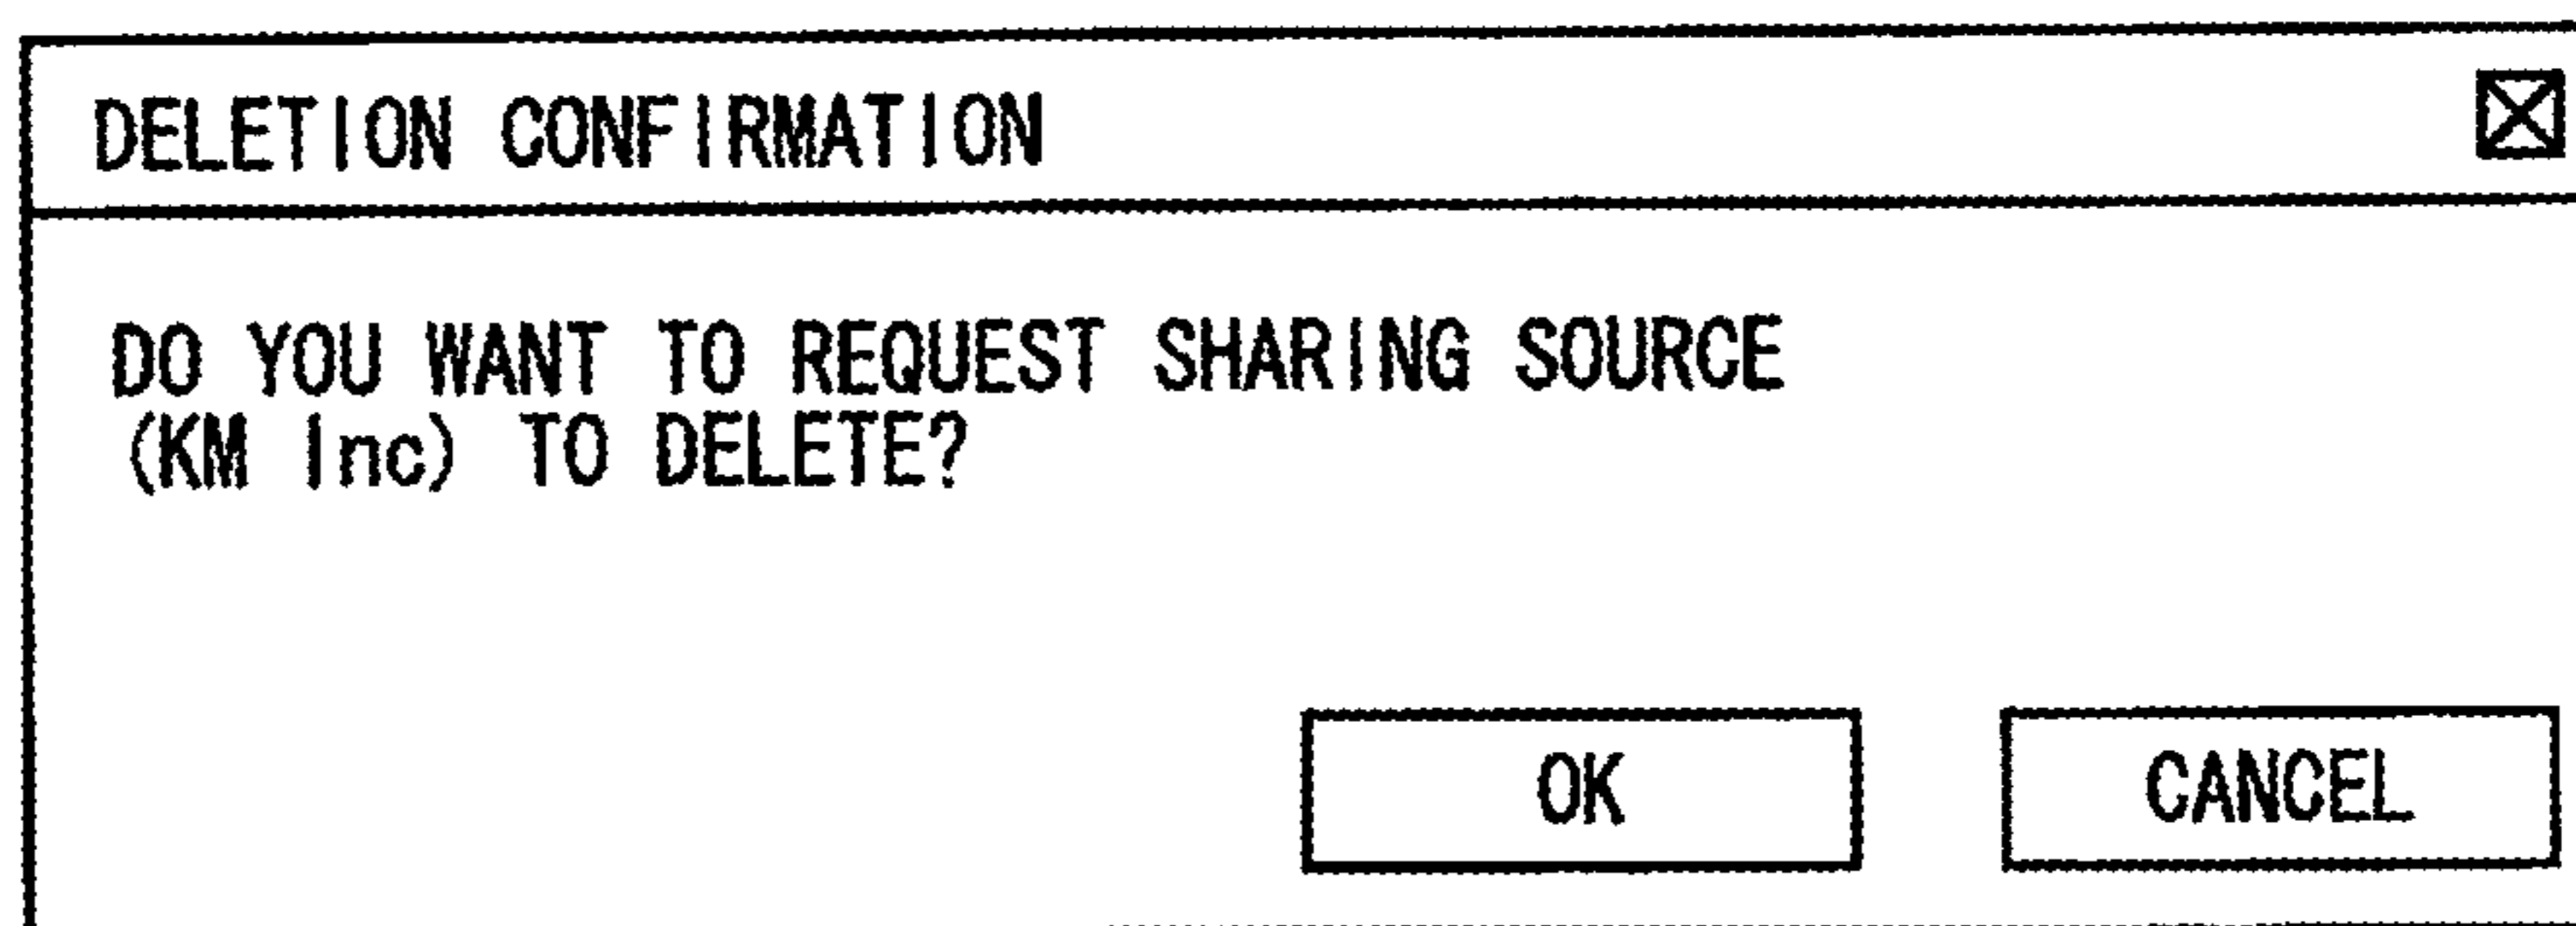 DELETION CONFIRMATION
DO YOU WANT TO REQUEST SHARING SOURCE
(KM Inc) TO DELETE?
OK
CANCEL